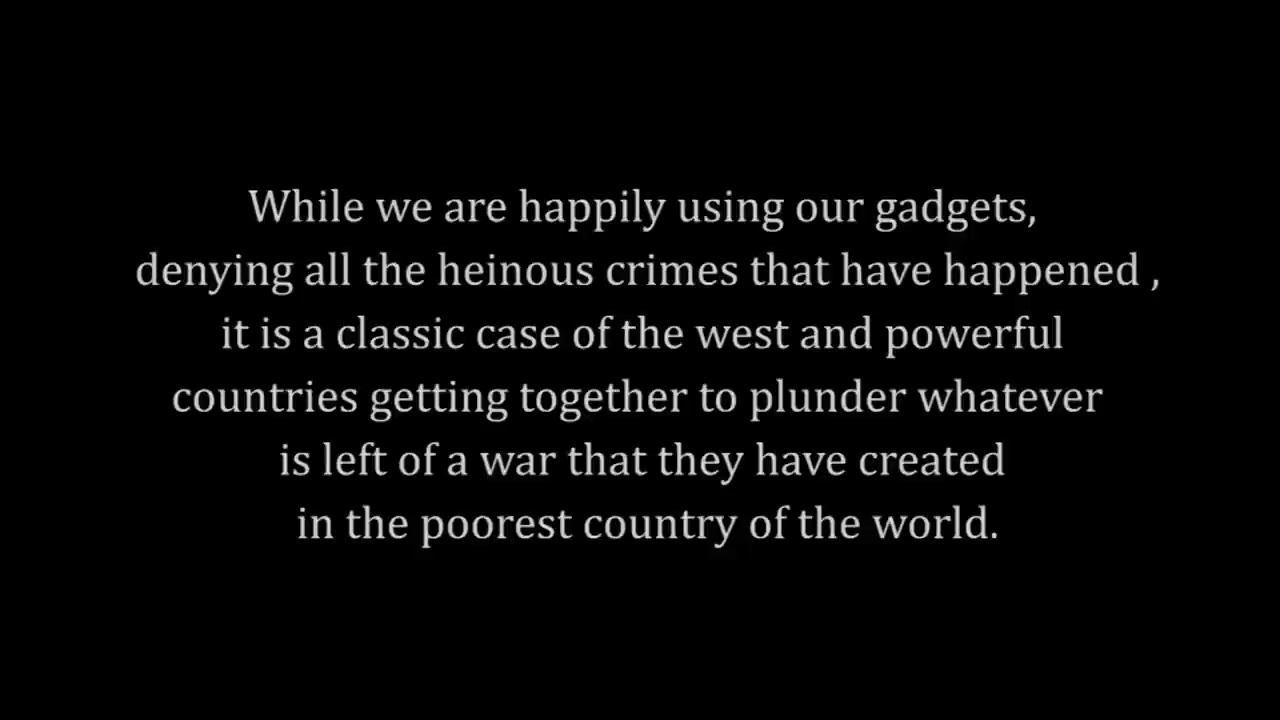 While we are happily using our gadgets,
denying all the heinous crimes that have happened ,
it is a classic case of the west and powerful
countries getting together to plunder whatever
is left of a war that they have created
in the poorest country of the world.